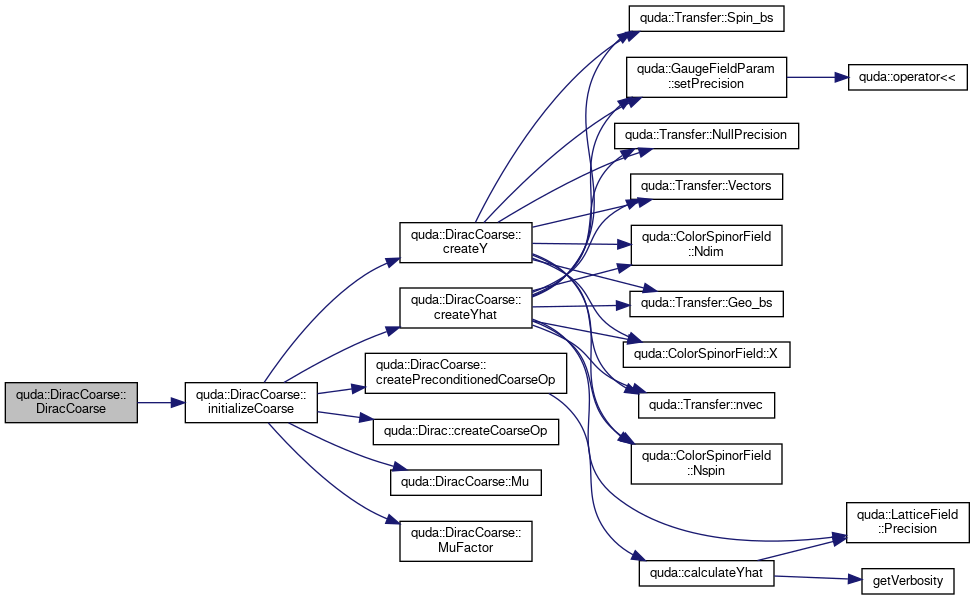 quda::DiracCoarse::
DiracCoarse
quda::DiracCoarse::
initializeCoarse
quda::DiracCoarse::
createY
quda::DiracCoarse::
createYhat
quda::DiracCoarse::
createPreconditionedCoarseOp
quda::Dirac::createCoarseOp
quda::DiracCoarse::Mu
quda::DiracCoarse::
MuFactor
quda::Transfer::Spin_bs
quda::GaugeFieldParam
::setPrecision
quda::Transfer::NullPrecision
quda::Transfer::Vectors
quda::ColorSpinorField
::Ndim
quda::Transfer::Geo_bs
quda::ColorSpinorField::X
quda::Transfer::nvec
quda::ColorSpinorField
::Nspin
quda::calculateYhat
quda::operator<<
quda::LatticeField
::Precision
getVerbosity